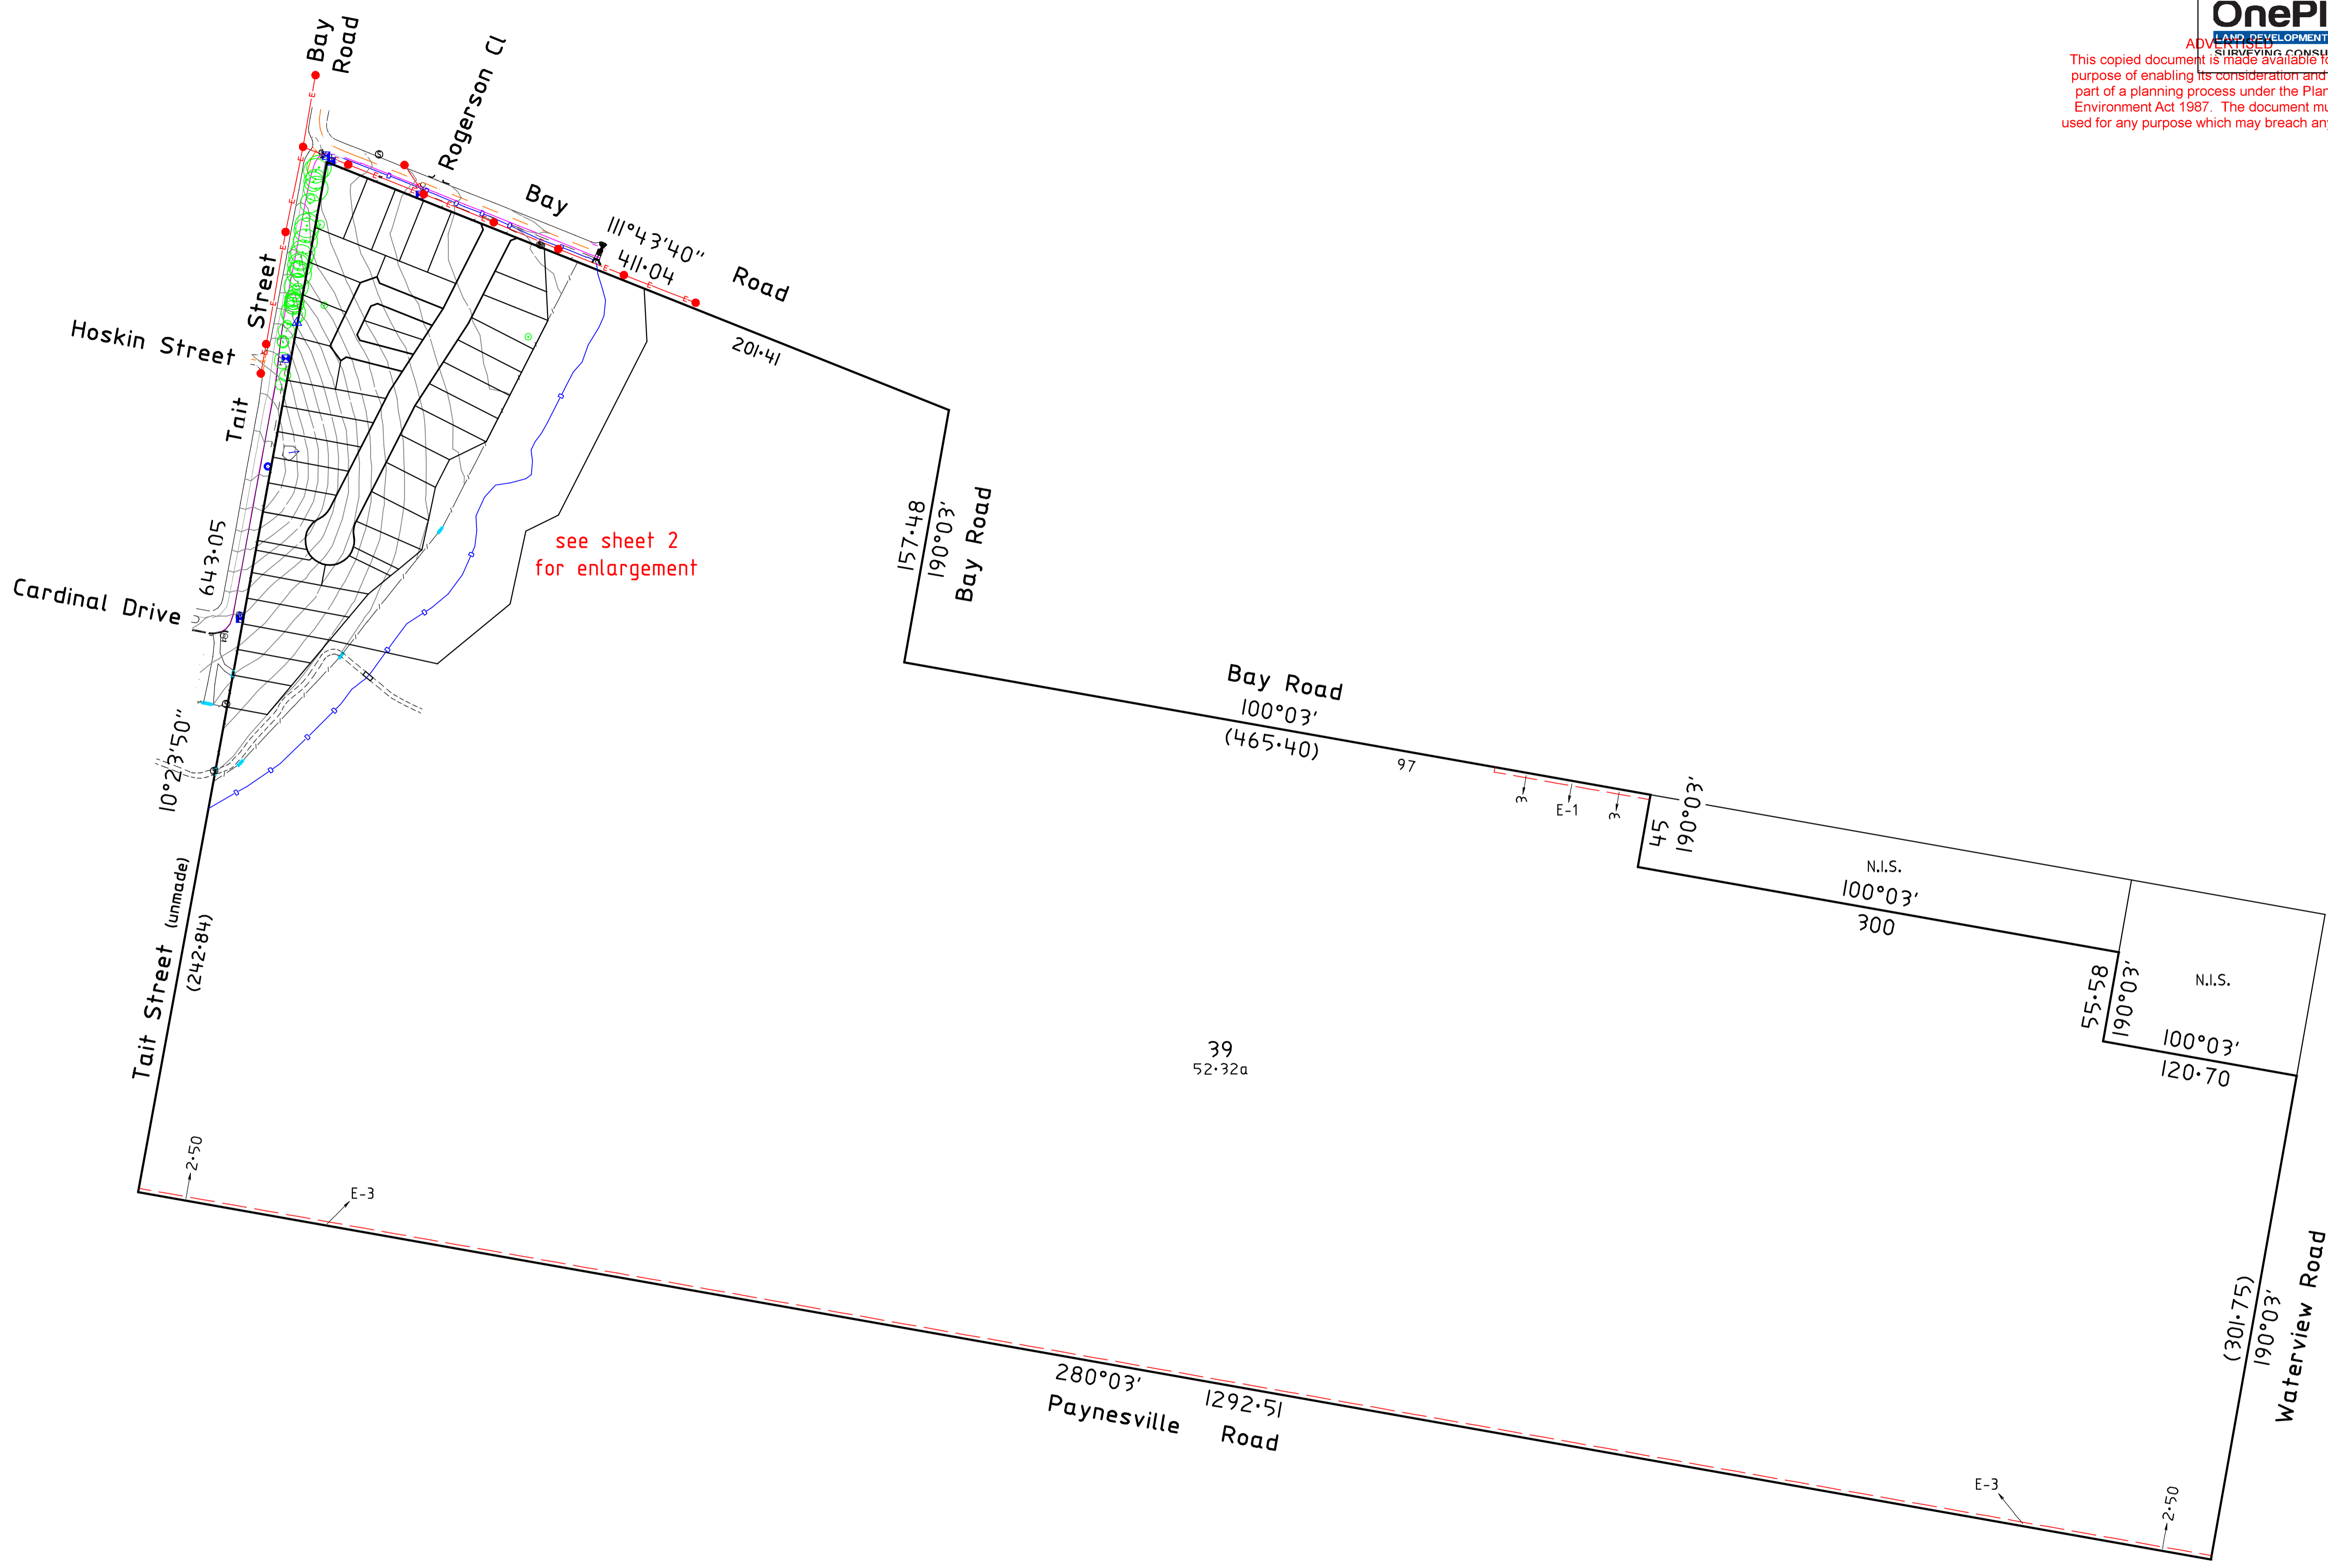 OnePl
LAND DEVELOPMENT
SURVEYING CONSU
ADVERTISED
This copied document is made available fo
purpose of enabling its consideration and
part of a planning process under the Plan
Environment Act 1987. The document mu
used for any purpose which may breach any
Bay
Road
Rogerson Cl
Bay
Road
111°43'40"
411·04
201·41
Hoskin Street
Tait Street
643·05
Cardinal Drive
see sheet 2
for enlargement
157·48
190°03'
Bay Road
10°23'50"
Bay Road
100°03'
(465·40)
97
3
E-1
3
45
190°03'
N.I.S.
100°03'
300
N.I.S.
55·58
190°03'
100°03'
120·70
Tait Street (unmade)
(242·84)
39
52·32a
2·50
E-3
280°03'
1292·51
Paynesville Road
(301·75)
190°03'
Waterview Road
E-3
2·50